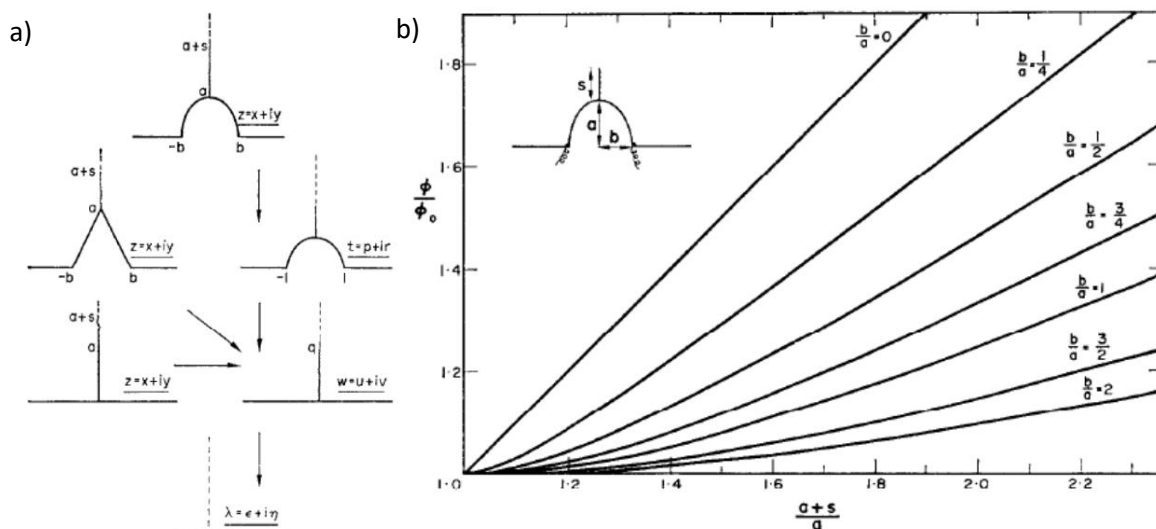 a)
a+s
a
z=x+iy
-b
b
a+s
a
z=x+iy
-b
b
t=p+ir
-1
1
a+s
a
z=x+iy
a
w=u+iv
λ=ϵ+iη
b)
1·8
1·6
1·4
1·2
1·0
1·2
1·4
1·6
1·8
2·0
2·2
ϕ/ϕ₀
(a+s)/a
s
a
b
b/a=0
b/a=1/4
b/a=1/2
b/a=3/4
b/a=1
b/a=3/2
b/a=2